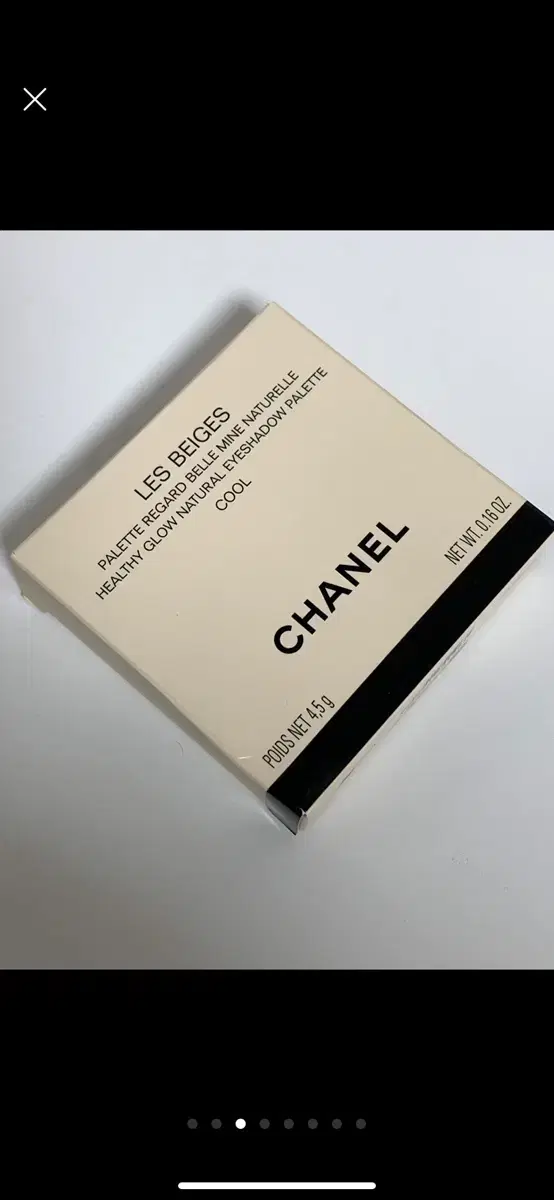 LES BEIGES
PALETTE REGARD BELLE MINE NATURELLE
HEALTHY GLOW NATURAL EYESHADOW PALETTE
COOL
CHANEL
POIDS NET 4,5 g
NET WT. 0.16 OZ.